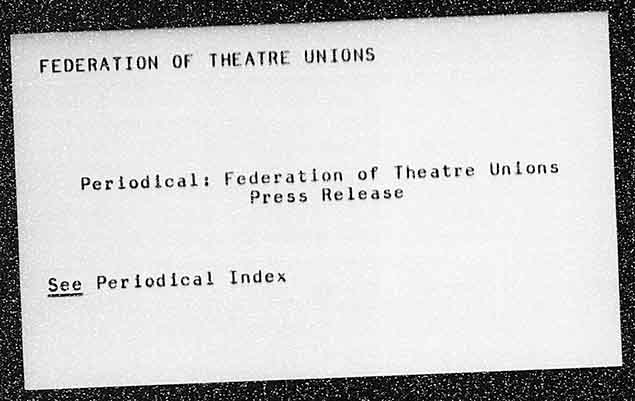 FEDERATION OF THEATRE UNIONS
Periodical: Federation of Theatre Unions
Press Release
See Periodical Index